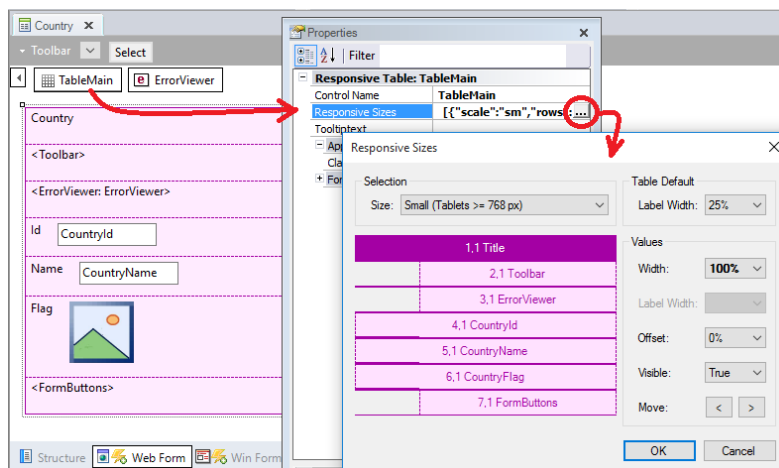 Country
Toolbar
Select
TableMain
ErrorViewer
Country
<Toolbar>
<ErrorViewer: ErrorViewer>
Id
CountryId
Name
CountryName
Flag
<FormButtons>
Structure
Web Form
Win Form
Properties
Filter
Responsive Table: TableMain
Control Name TableMain
Responsive Sizes [{"scale":"sm","rows": ...
Tooltiptext
App
Cla
For
Responsive Sizes
Selection
Size: Small (Tablets >= 768 px)
1,1 Title
2,1 Toolbar
3,1 ErrorViewer
4,1 CountryId
5,1 CountryName
6,1 CountryFlag
7,1 FormButtons
Table Default
Label Width: 25%
Values
Width: 100%
Label Width:
Offset: 0%
Visible: True
Move: < >
OK Cancel